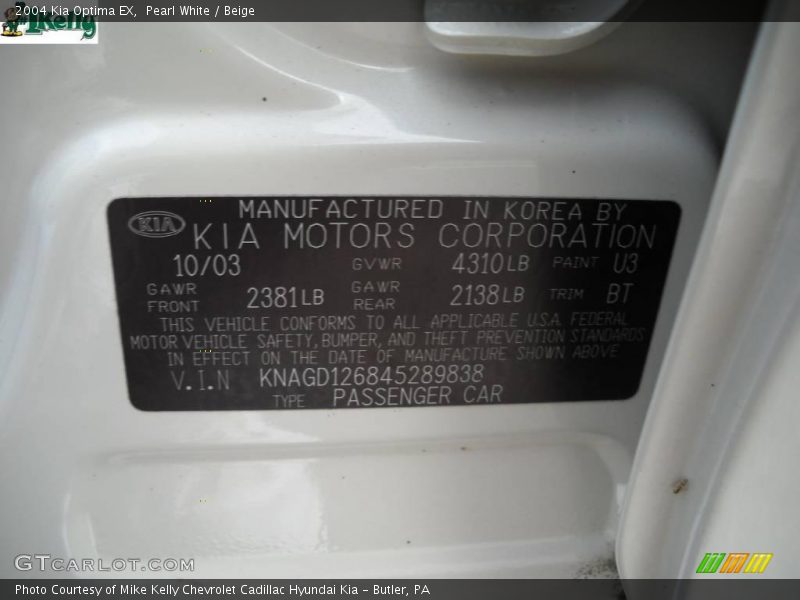 2004 Kia Optima EX,  Pearl White / Beige
Kelly
MANUFACTURED IN KOREA BY
KIA KIA MOTORS CORPORATION
10/03 GVWR 4310LB PAINT U3
GAWR FRONT 2381LB GAWR REAR 2138LB TRIM BT
THIS VEHICLE CONFORMS TO ALL APPLICABLE U.S.A. FEDERAL
MOTOR VEHICLE SAFETY, BUMPER, AND THEFT PREVENTION STANDARDS
IN EFFECT ON THE DATE OF MANUFACTURE SHOWN ABOVE.
V.I.N KNAGD126845289838
TYPE PASSENGER CAR
GTCARLOT.COM
Photo Courtesy of Mike Kelly Chevrolet Cadillac Hyundai Kia – Butler, PA